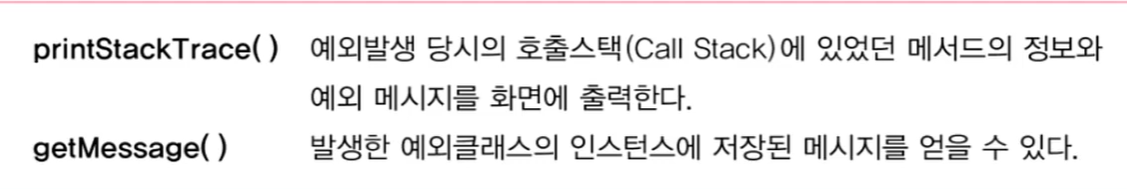 printStackTrace( ) 예외발생 당시의 호출스택(Call Stack)에 있었던 메서드의 정보와
예외 메시지를 화면에 출력한다.
getMessage( ) 발생한 예외클래스의 인스턴스에 저장된 메시지를 얻을 수 있다.